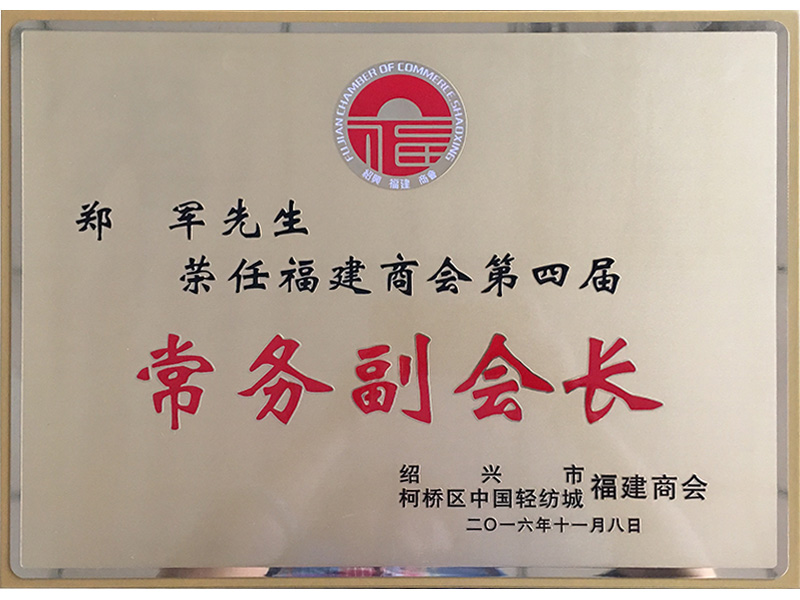 FUJIAN CHAMBER OF COMMERCE SHAOXING
福
绍兴 福建 商會
郑 军先生
荣任福建商会第四届
常务副会长
绍兴市
柯桥区中国轻纺城 福建商会
二〇一六年十一月八日